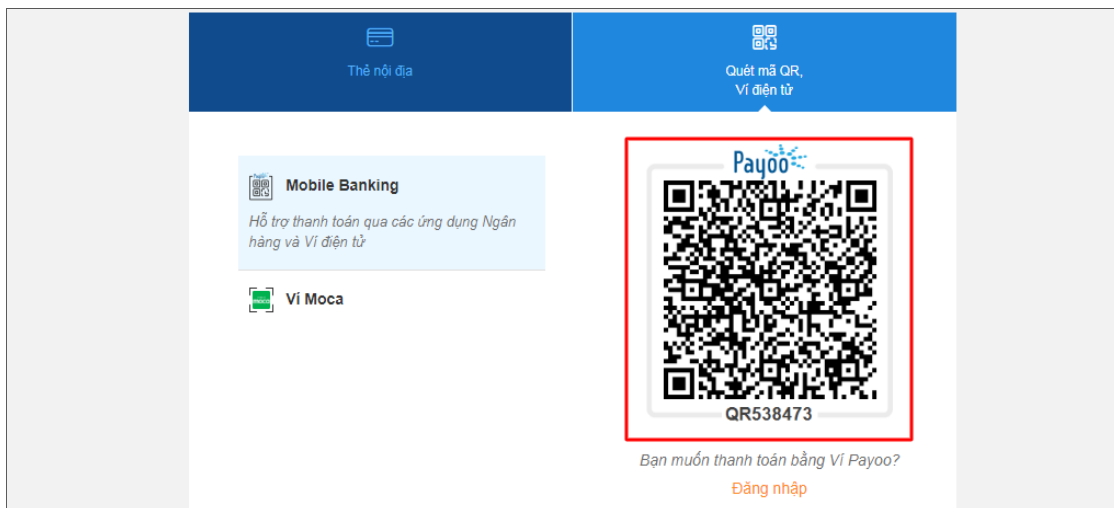 Thẻ nội địa
Quét mã QR,
Ví điện tử
Mobile Banking
Hỗ trợ thanh toán qua các ứng dụng Ngân
hàng và Ví điện tử
Ví Moca
Payoo
QR538473
Bạn muốn thanh toán bằng Ví Payoo?
Đăng nhập